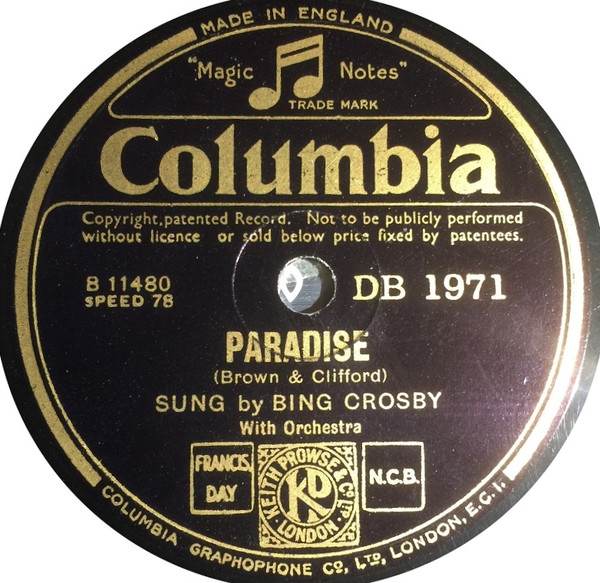 MADE IN ENGLAND
"Magic Notes"
TRADE MARK
Columbia
Copyright, patented Record. Not to be publicly performed
without licence or sold below price fixed by patentees.
B 11480
SPEED 78
DB 1971
PARADISE
(Brown & Clifford)
SUNG by BING CROSBY
With Orchestra
FRANCIS, DAY
KEITH PROWSE & Co. LTD.
KP
LONDON
N.C.B.
COLUMBIA GRAPHOPHONE Co., LTD, LONDON, E.C.1.